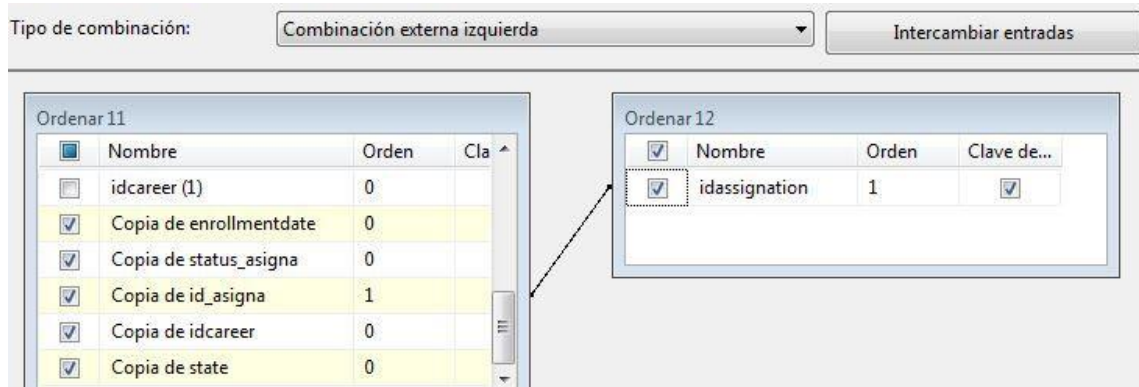 Tipo de combinación: Combinación externa izquierda Intercambiar entradas
Ordenar 11
Nombre Orden Cla
idcareer (1) 0
Copia de enrollmentdate 0
Copia de status_asigna 0
Copia de id_asigna 1
Copia de idcareer 0
Copia de state 0
Ordenar 12
Nombre Orden Clave de...
idassignation 1